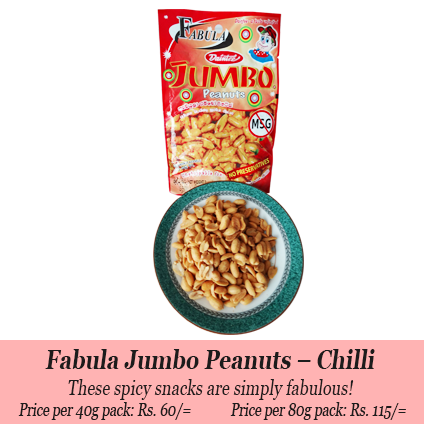 FABULA
Daintee
JUMBO
Peanuts
MSG
NO PRESERVATIVES
Fabula Jumbo Peanuts – Chilli
These spicy snacks are simply fabulous!
Price per 40g pack: Rs. 60/= Price per 80g pack: Rs. 115/=